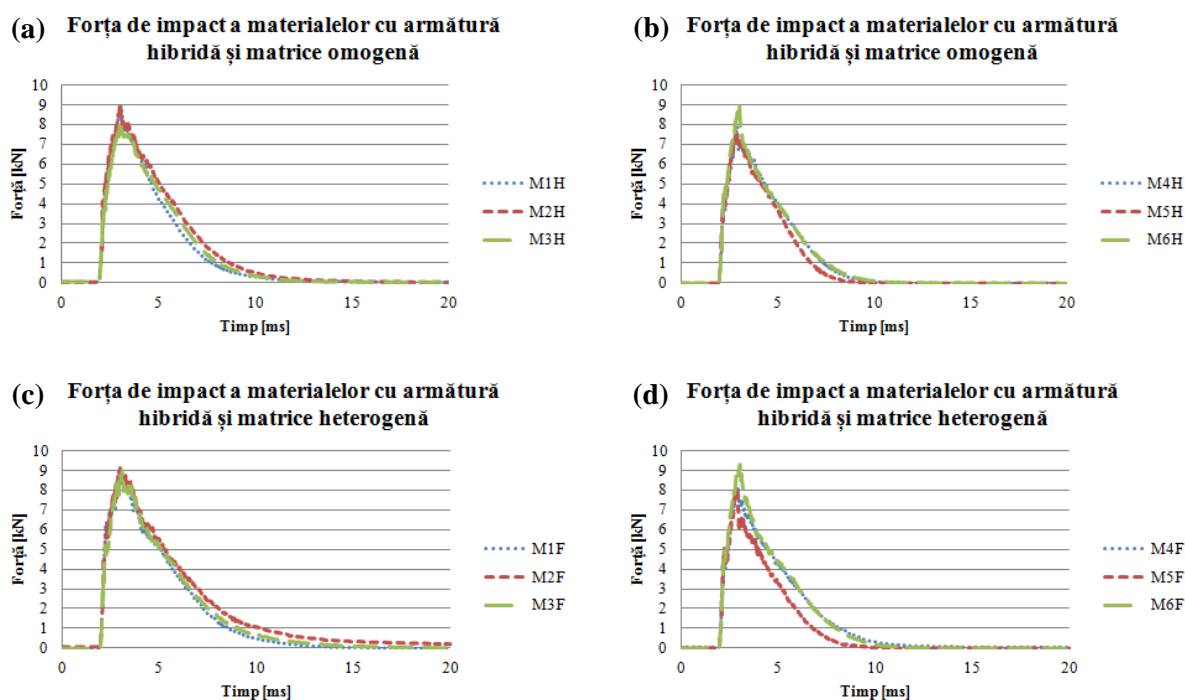 (a) Forța de impact a materialelor cu armătură
hibridă și matrice omogenă
10
9
8
7
6
5
4
3
2
1
0
Forță [kN]
0 5 10 15 20
Timp [ms]
M1H
M2H
M3H
(b) Forța de impact a materialelor cu armătură
hibridă și matrice omogenă
10
9
8
7
6
5
4
3
2
1
0
Forță [kN]
0 5 10 15 20
Timp [ms]
M4H
M5H
M6H
(c) Forța de impact a materialelor cu armătură
hibridă și matrice heterogenă
10
9
8
7
6
5
4
3
2
1
0
Forță [kN]
0 5 10 15 20
Timp [ms]
M1F
M2F
M3F
(d) Forța de impact a materialelor cu armătură
hibridă și matrice heterogenă
10
9
8
7
6
5
4
3
2
1
0
Forță [kN]
0 5 10 15 20
Timp [ms]
M4F
M5F
M6F